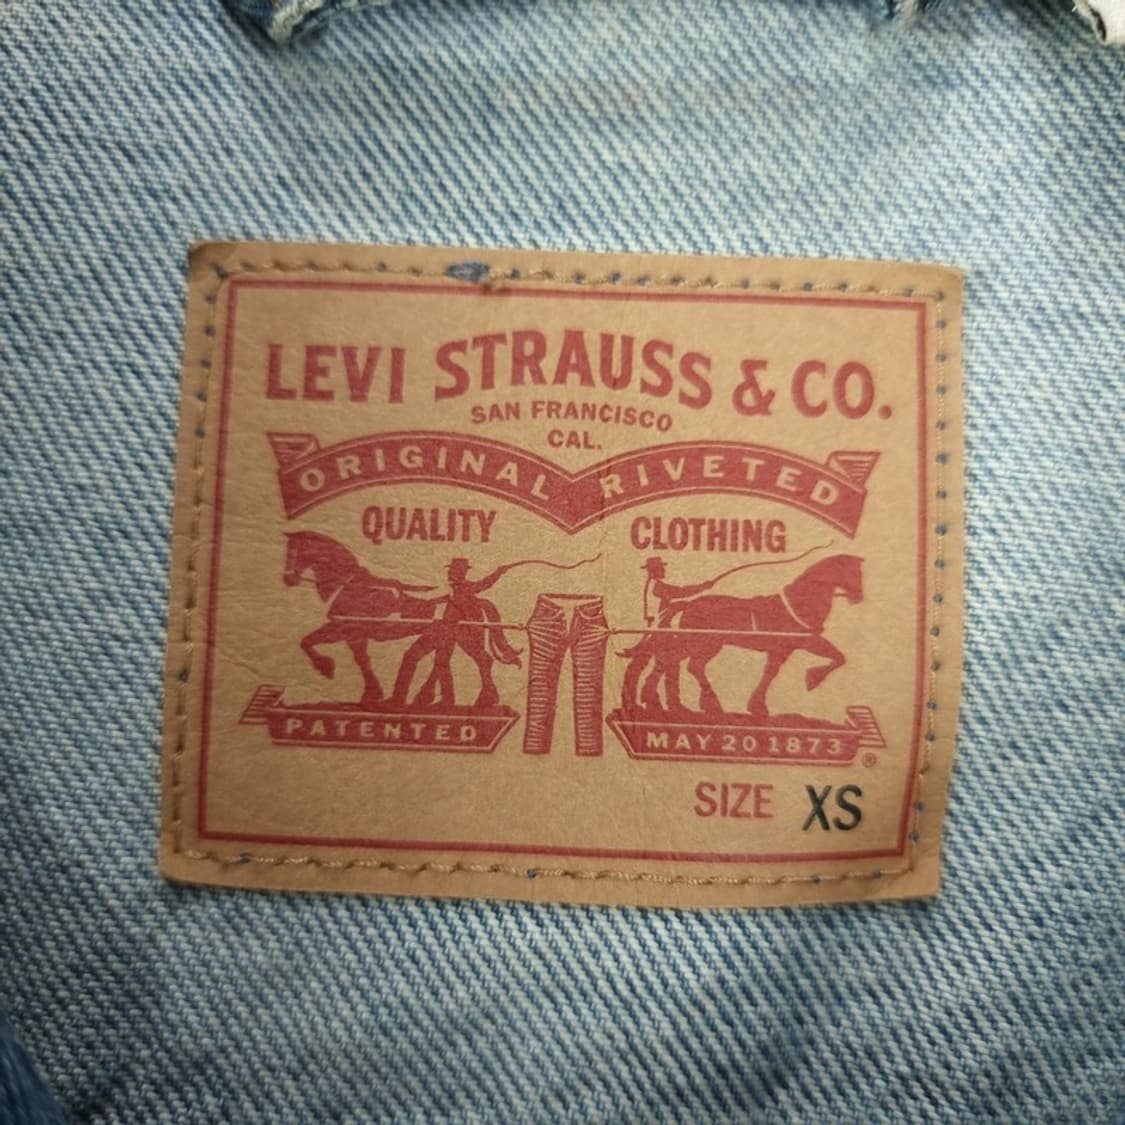 LEVI STRAUSS & CO.
SAN FRANCISCO
CAL.
ORIGINAL RIVETED
QUALITY CLOTHING
PATENTED MAY 20 1873
®
SIZE XS